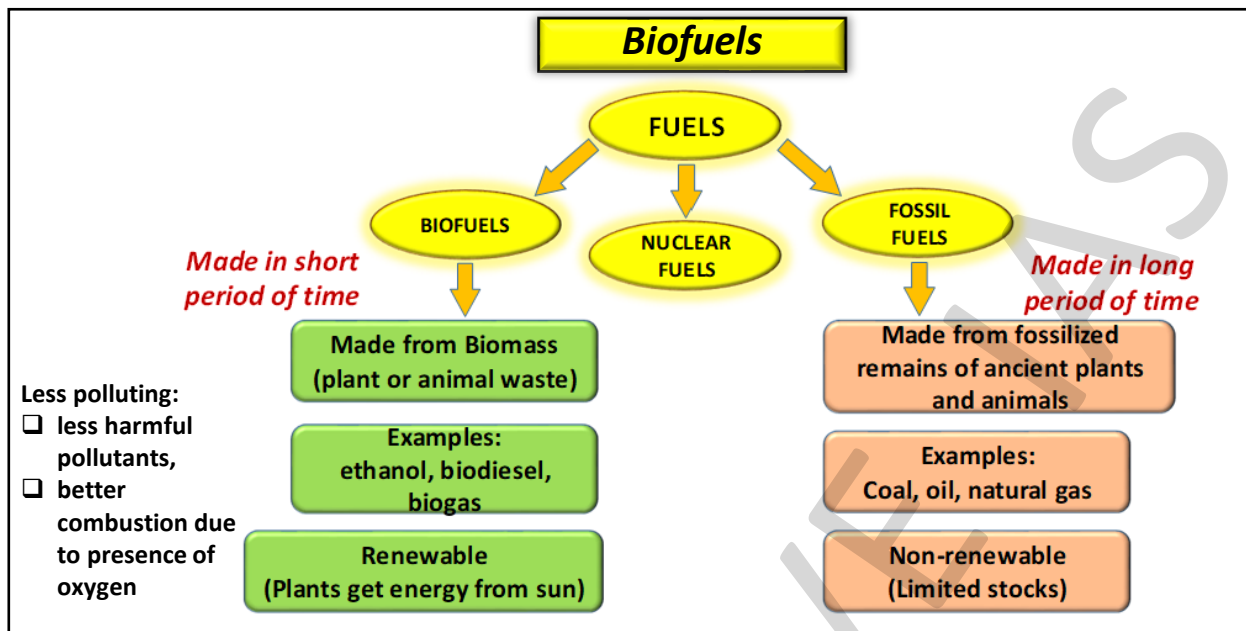 Biofuels
FUELS
BIOFUELS
NUCLEAR
FUELS
FOSSIL
FUELS
Made in short
period of time
Made in long
period of time
Made from Biomass
(plant or animal waste)
Made from fossilized
remains of ancient plants
and animals
Less polluting:
❑ less harmful
pollutants,
❑ better
combustion due
to presence of
oxygen
Examples:
ethanol, biodiesel,
biogas
Examples:
Coal, oil, natural gas
Renewable
(Plants get energy from sun)
Non-renewable
(Limited stocks)
IAS